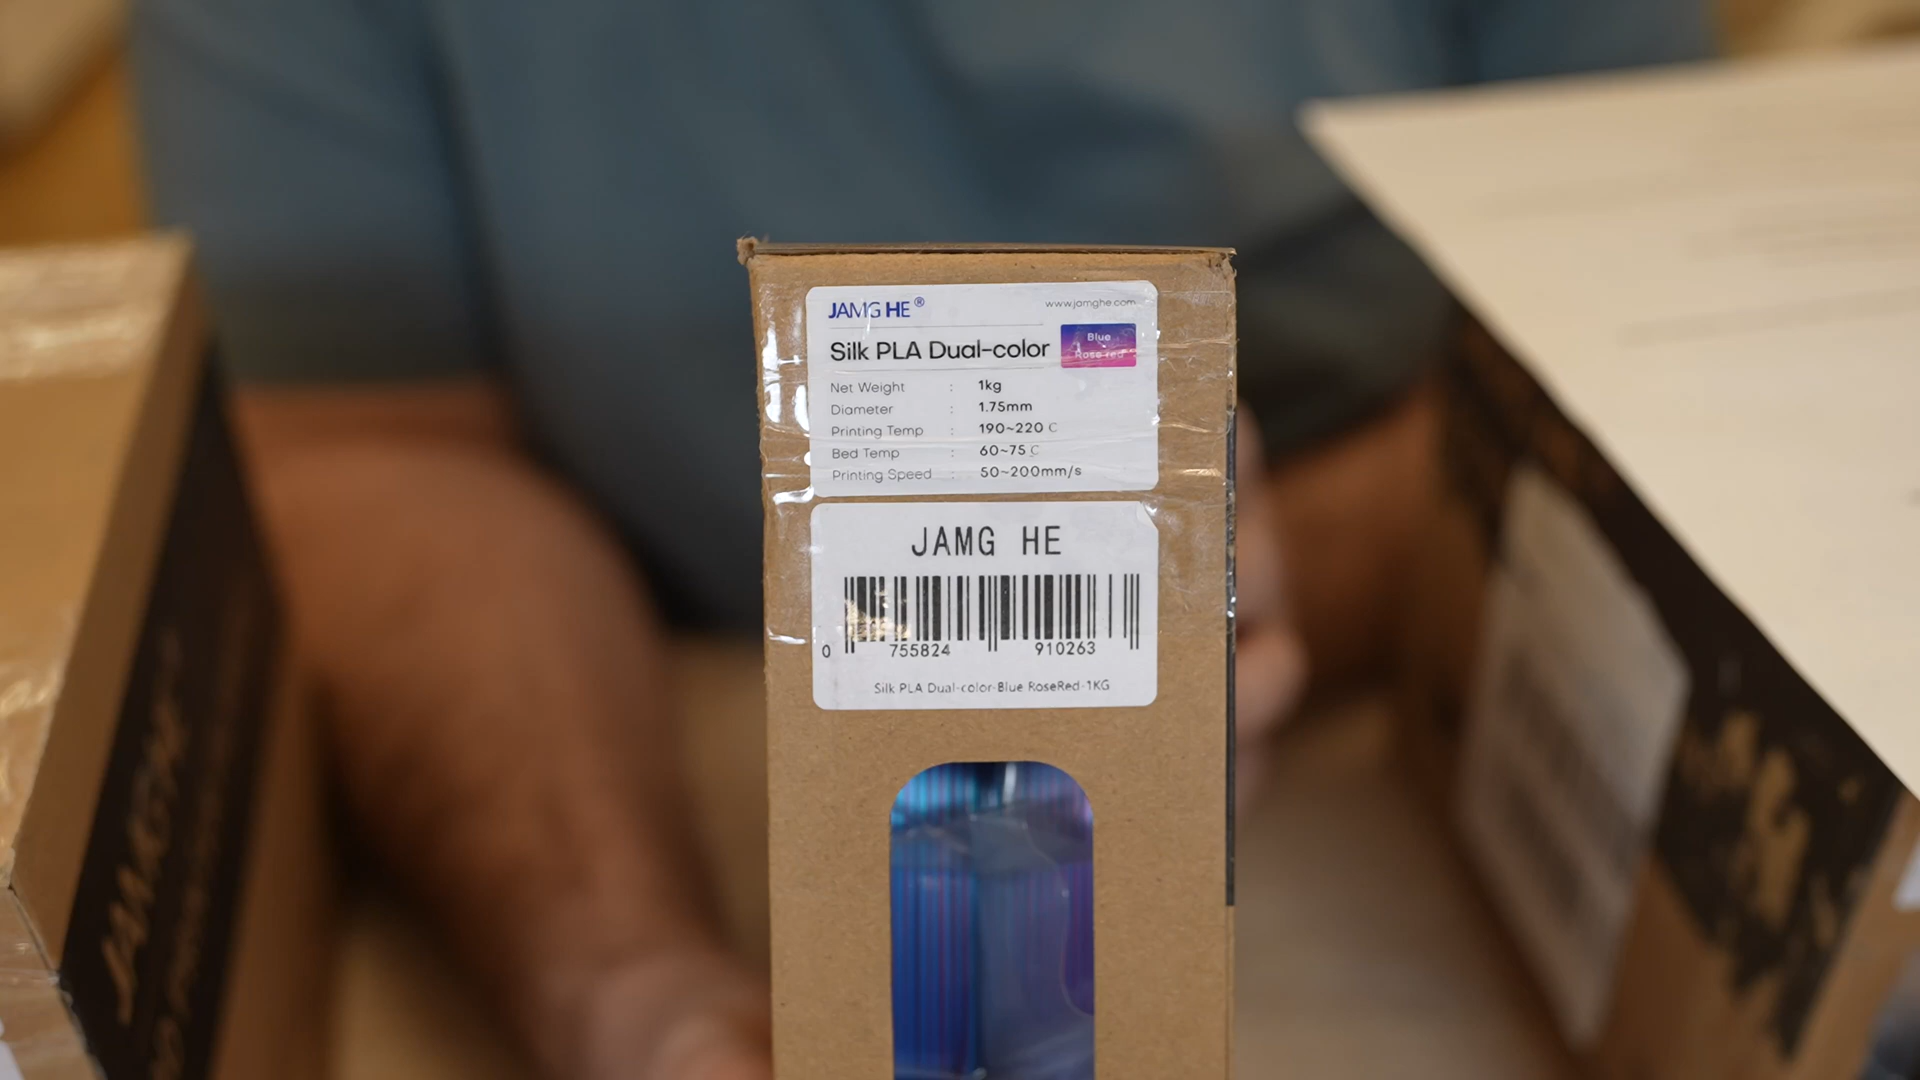 JAMG HE®
www.jamghe.com
Silk PLA Dual-color
Blue
Rose red
Net Weight : 1kg
Diameter : 1.75mm
Printing Temp : 190~220 C
Bed Temp : 60~75 C
Printing Speed : 50~200mm/s
JAMG HE
0 755824 910263
Silk PLA Dual-color-Blue RoseRed-1KG